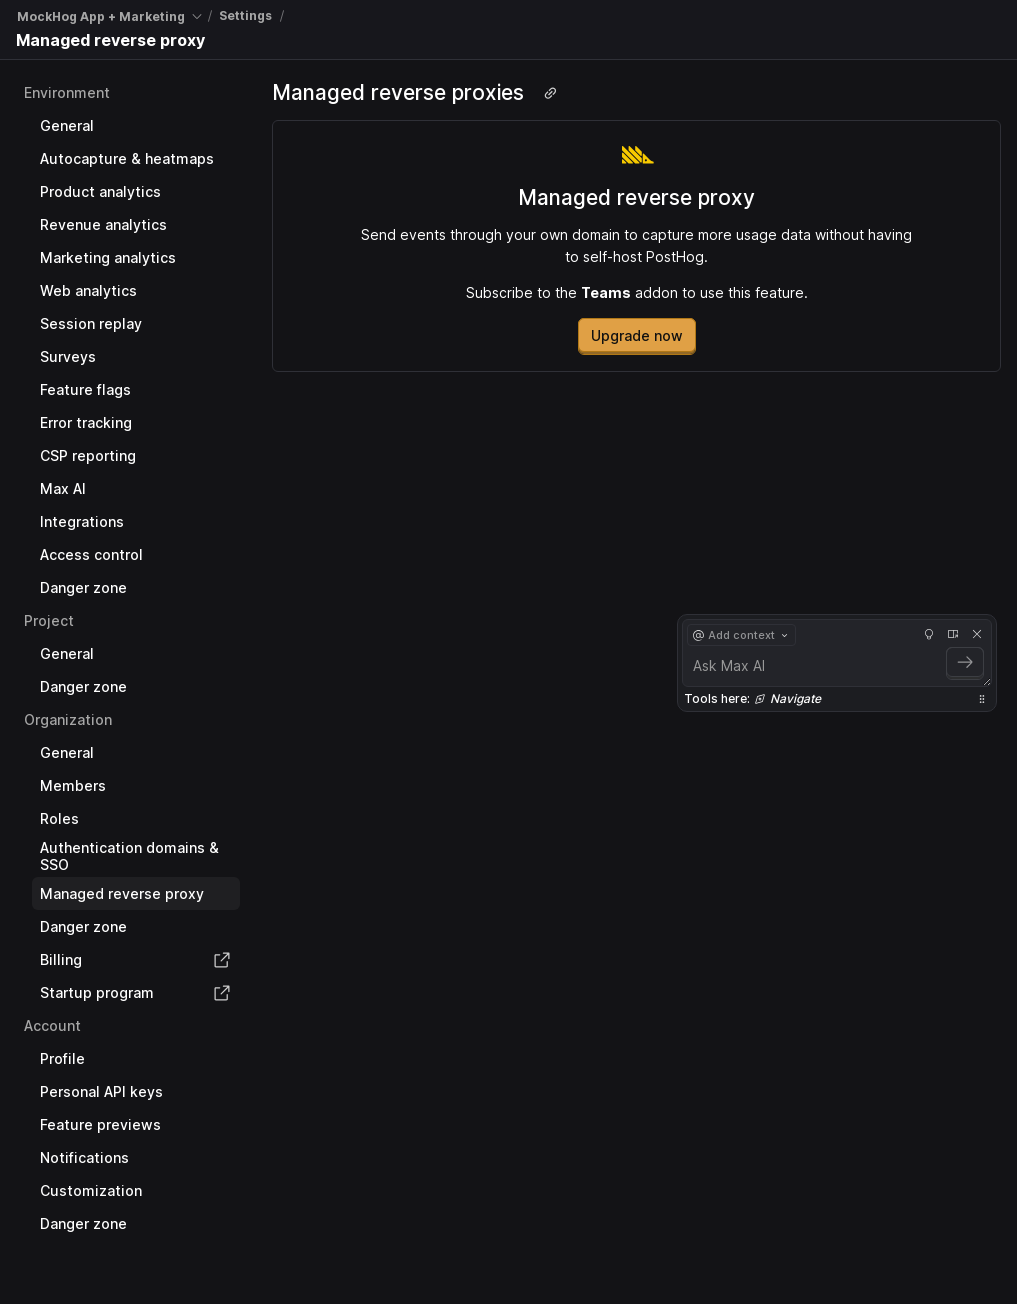 MockHog App + Marketing / Settings /
Managed reverse proxy
Environment
General
Autocapture & heatmaps
Product analytics
Revenue analytics
Marketing analytics
Web analytics
Session replay
Surveys
Feature flags
Error tracking
CSP reporting
Max AI
Integrations
Access control
Danger zone
Project
General
Danger zone
Organization
General
Members
Roles
Authentication domains &
SSO
Managed reverse proxy
Danger zone
Billing
Startup program
Account
Profile
Personal API keys
Feature previews
Notifications
Customization
Danger zone
Managed reverse proxies
Managed reverse proxy
Send events through your own domain to capture more usage data without having
to self-host PostHog.
Subscribe to the Teams addon to use this feature.
Upgrade now
@ Add context
Ask Max AI
Tools here: Navigate